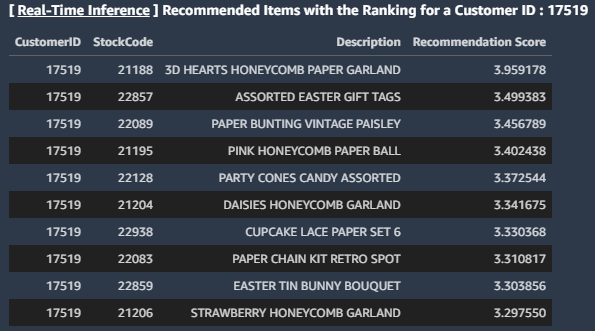 [ Real-Time Inference ] Recommended Items with the Ranking for a Customer ID : 17519
CustomerID StockCode Description Recommendation Score
17519 21188 3D HEARTS HONEYCOMB PAPER GARLAND 3.959178
17519 22857 ASSORTED EASTER GIFT TAGS 3.499383
17519 22089 PAPER BUNTING VINTAGE PAISLEY 3.456789
17519 21195 PINK HONEYCOMB PAPER BALL 3.402438
17519 22128 PARTY CONES CANDY ASSORTED 3.372544
17519 21204 DAISIES HONEYCOMB GARLAND 3.341675
17519 22938 CUPCAKE LACE PAPER SET 6 3.330368
17519 22083 PAPER CHAIN KIT RETRO SPOT 3.310817
17519 22859 EASTER TIN BUNNY BOUQUET 3.303856
17519 21206 STRAWBERRY HONEYCOMB GARLAND 3.297550